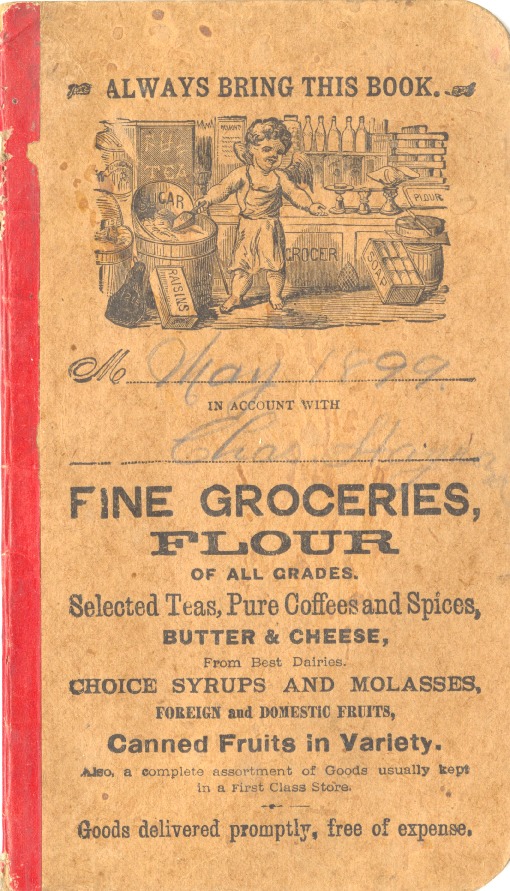 ALWAYS BRING THIS BOOK.
TEA
SUGAR
FLOUR
GROCER
RAISINS
SOAP
M May 1899
IN ACCOUNT WITH
Chas
FINE GROCERIES,
FLOUR
OF ALL GRADES.
Selected Teas, Pure Coffees and Spices,
BUTTER & CHEESE,
From Best Dairies.
CHOICE SYRUPS AND MOLASSES,
FOREIGN and DOMESTIC FRUITS,
Canned Fruits in Variety.
Also, a complete assortment of Goods usually kept
in a First Class Store.
Goods delivered promptly, free of expense.